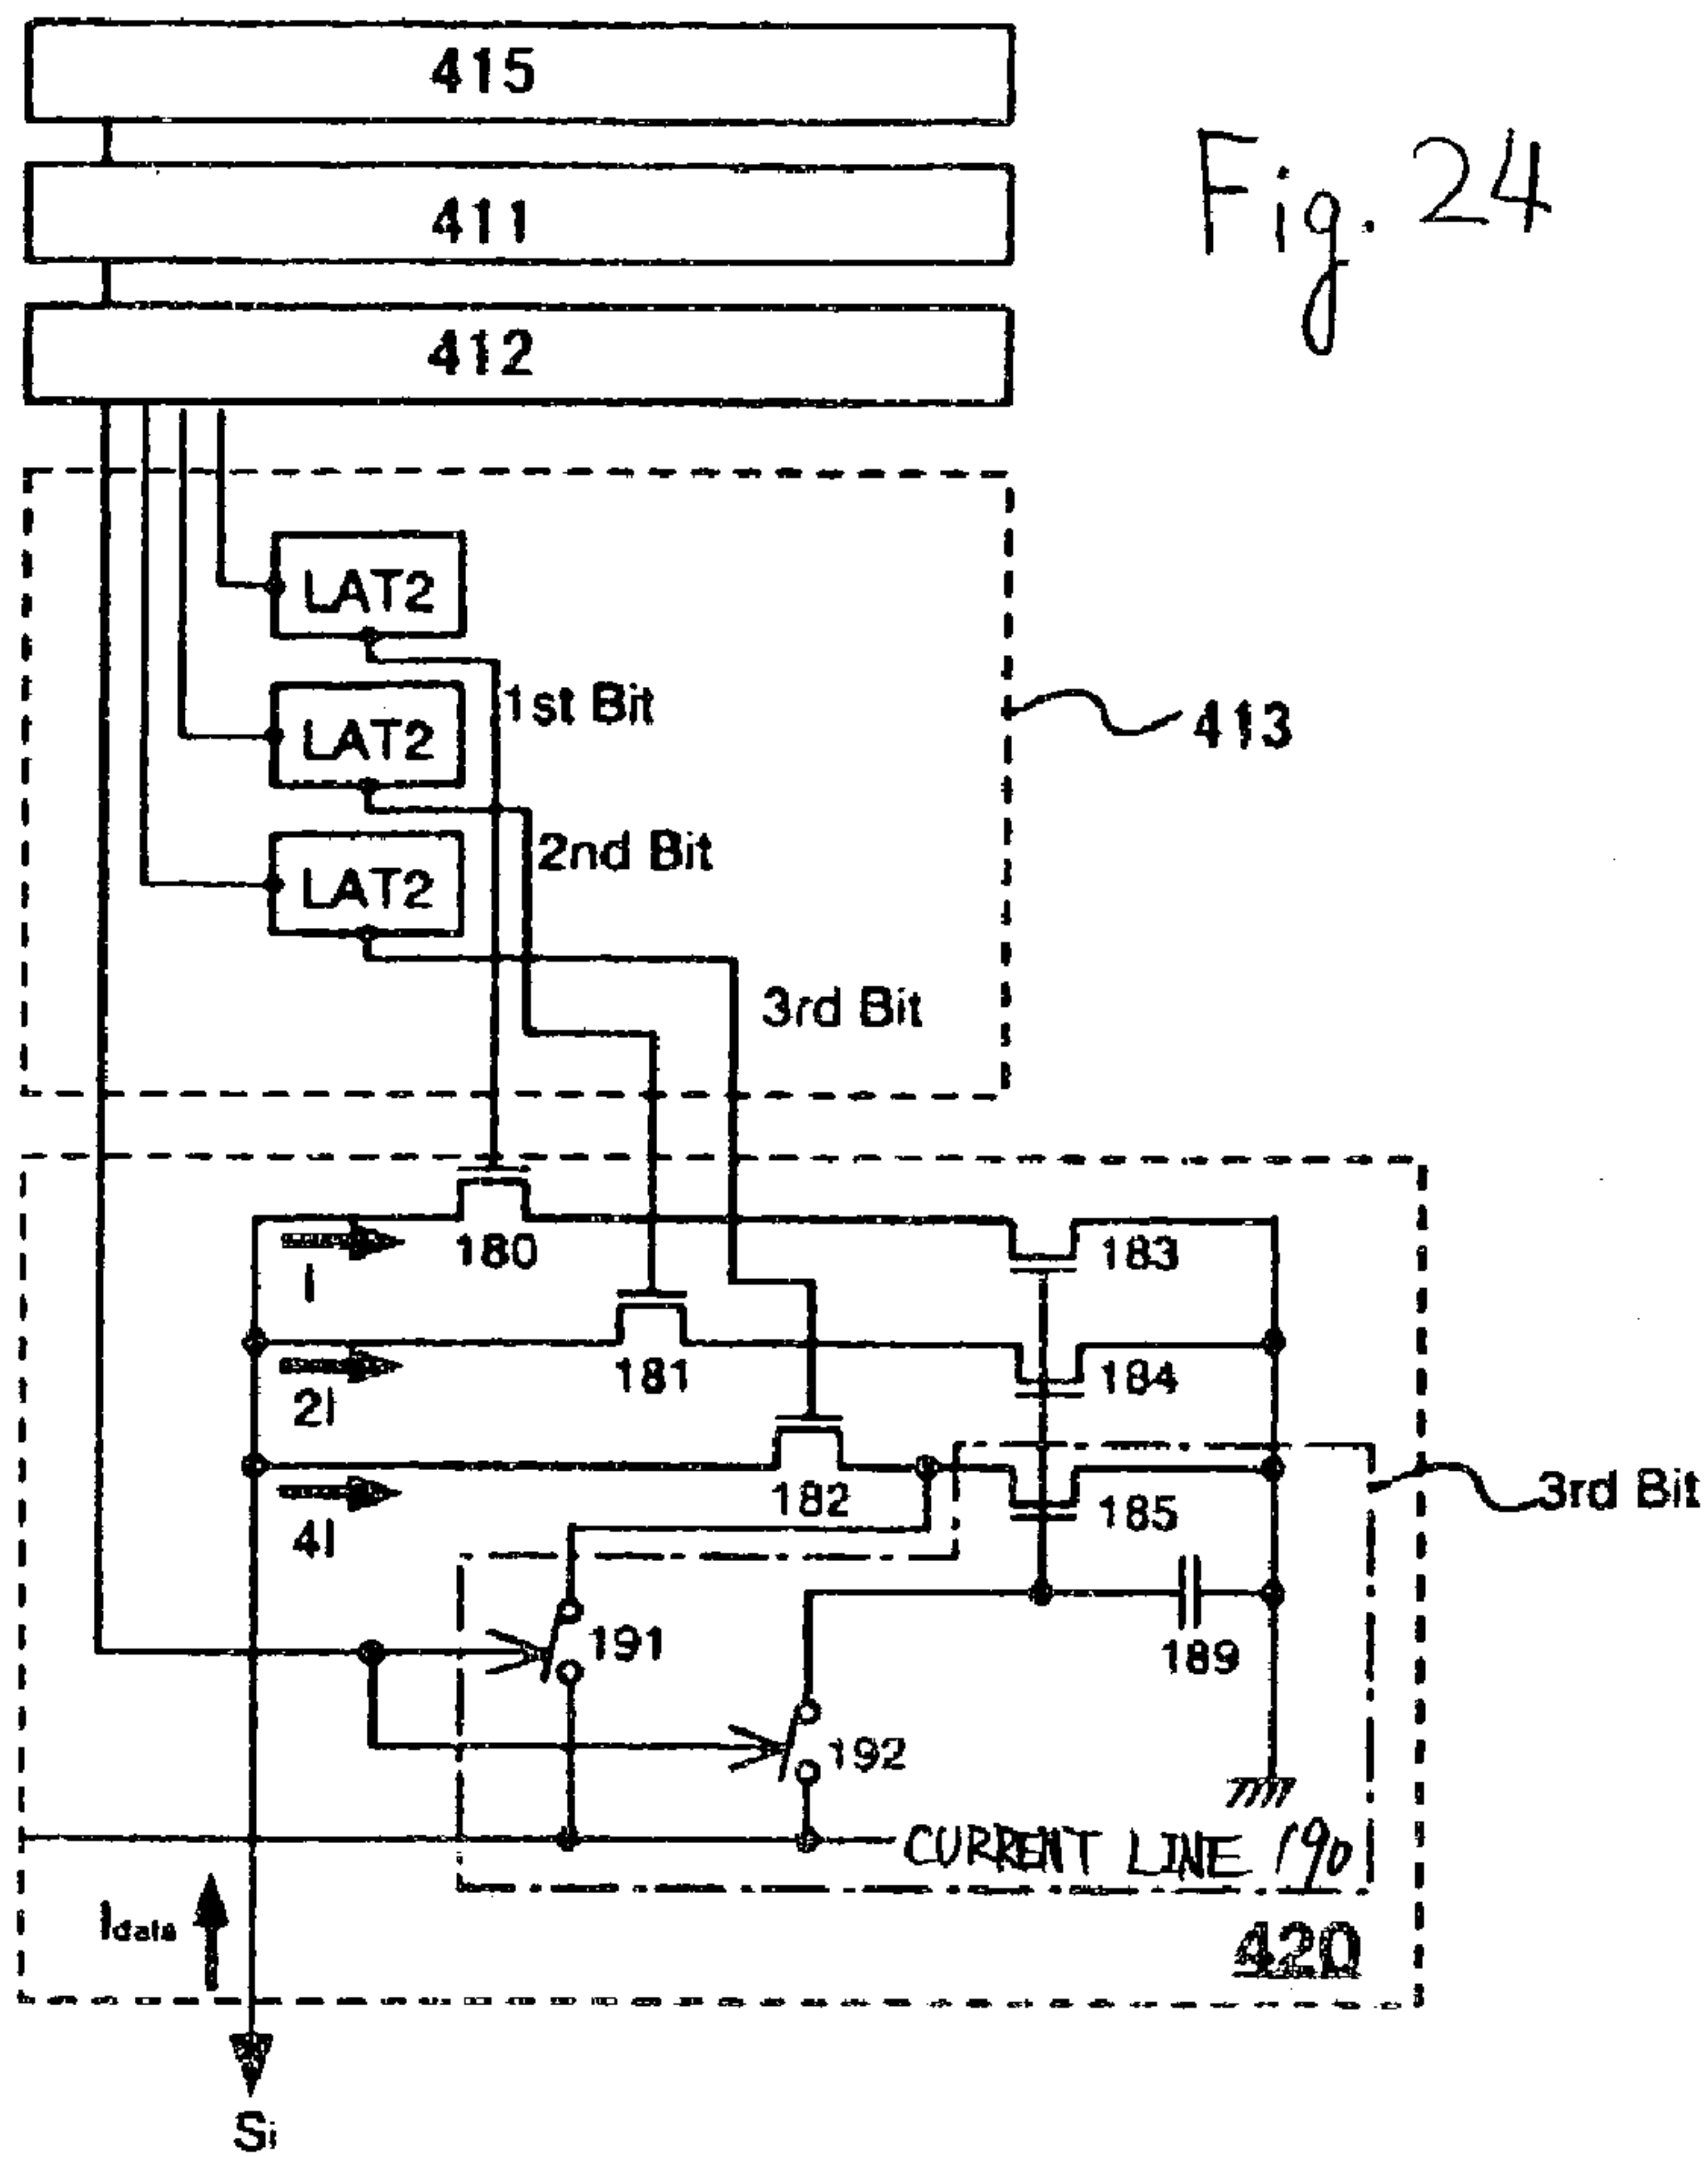 415
Fig. 24
411
412
LAT2
1st Bit
LAT2
413
2nd Bit
LAT2
3rd Bit
180
183
I
181
184
2I
182
185
3rd Bit
4I
191
189
192
CURRENT LINE 190
Idata
420
Si